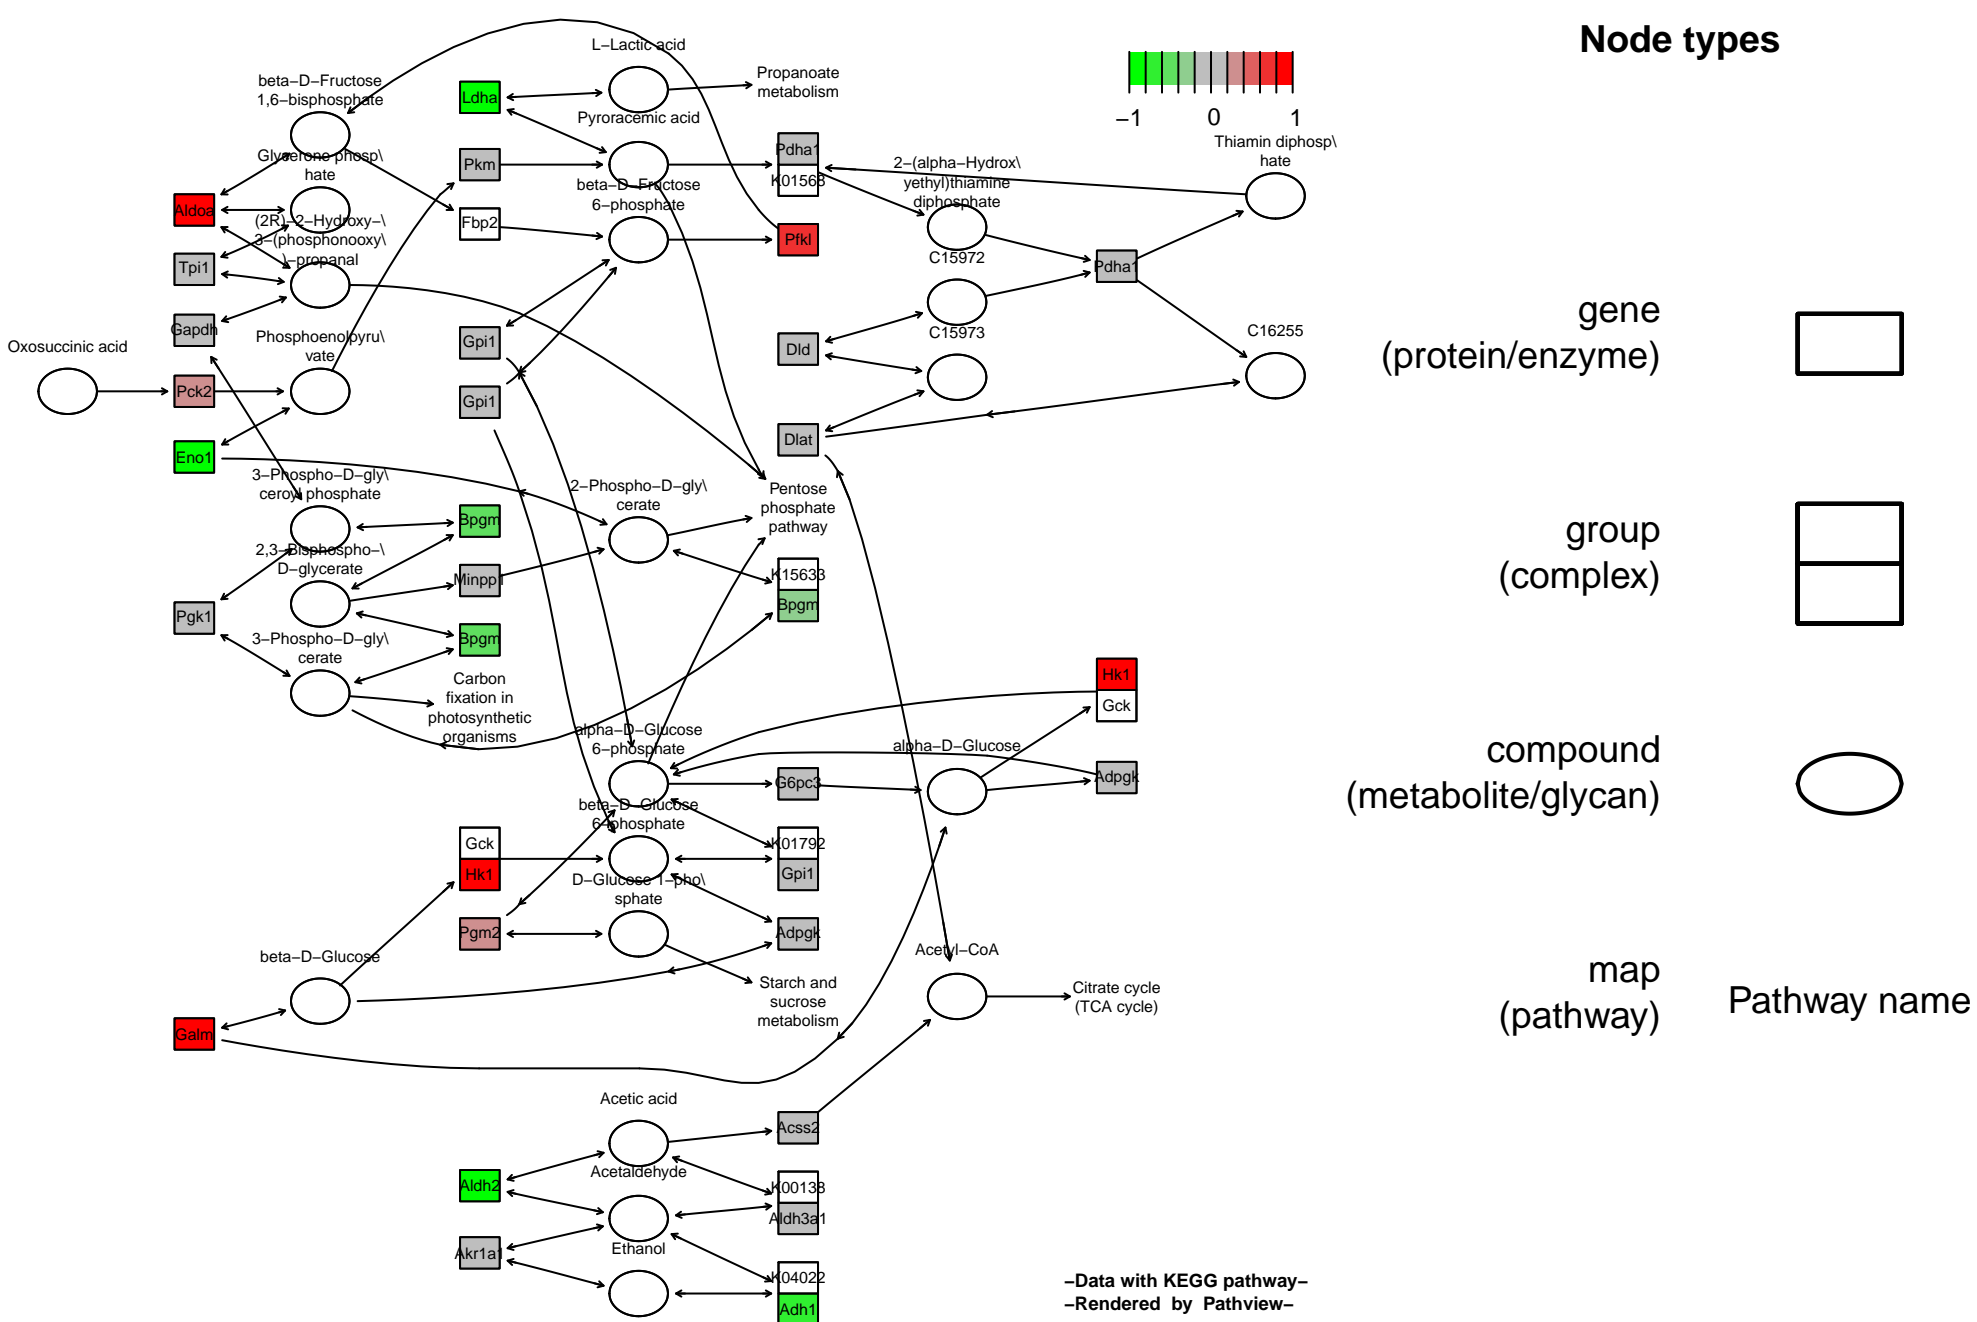 Node types
L−Lactic acid
beta−D−Fructose
1,6−bisphosphate
Ldha
Propanoate
metabolism
−1
0
1
Pyroracemic acid
Thiamin diphosp\
hate
Glycerone phosp\
hate
Pkm
Pdha1
K01568
2−(alpha−Hydrox\
yethyl)thiamine
diphosphate
beta−D−Fructose
6−phosphate
Aldoa
(2R)−2−Hydroxy−\
3−(phosphonooxy\
)−propanal
Fbp2
Pfkl
Tpi1
C15972
Pdha1
Gapdh
Phosphoenolpyru\
vate
Gpi1
Dld
C15973
C16255
gene
(protein/enzyme)
Oxosuccinic acid
Pck2
Gpi1
Dlat
Eno1
3−Phospho−D−gly\
ceroyl phosphate
2−Phospho−D−gly\
cerate
Pentose
phosphate
pathway
Bpgm
group
(complex)
2,3−Bisphospho−\
D−glycerate
Minpp1
K15633
Bpgm
Pgk1
3−Phospho−D−gly\
cerate
Bpgm
Carbon
fixation in
photosynthetic
organisms
Hk1
Gck
alpha−D−Glucose
6−phosphate
alpha−D−Glucose
compound
(metabolite/glycan)
G6pc3
Adpgk
beta−D−Glucose
6−phosphate
Gck
Hk1
K01792
Gpi1
D−Glucose 1−pho\
sphate
Pgm2
Adpgk
beta−D−Glucose
Acetyl−CoA
Starch and
sucrose
metabolism
Citrate cycle
(TCA cycle)
map
(pathway)
Pathway name
Galm
Acetic acid
Acss2
Aldh2
Acetaldehyde
K00138
Aldh3a1
Akr1a1
Ethanol
K04022
Adh1
−Data with KEGG pathway−
−Rendered by Pathview−